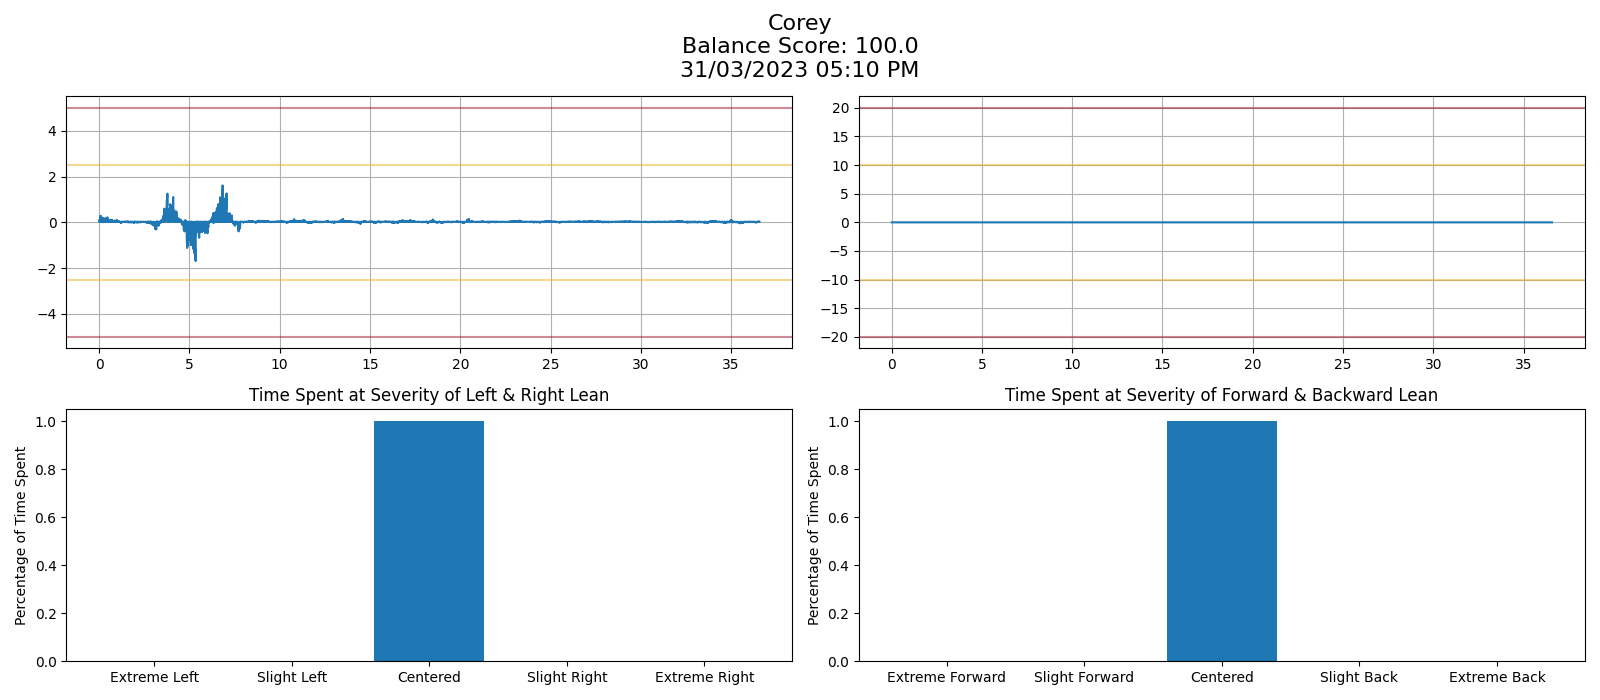 Corey
Balance Score: 100.0
31/03/2023 05:10 PM
4
2
0
−2
−4
0 5 10 15 20 25 30 35
20
15
10
5
0
−5
−10
−15
−20
0 5 10 15 20 25 30 35
Time Spent at Severity of Left & Right Lean
Percentage of Time Spent
1.0
0.8
0.6
0.4
0.2
0.0
Extreme Left Slight Left Centered Slight Right Extreme Right
Time Spent at Severity of Forward & Backward Lean
Percentage of Time Spent
1.0
0.8
0.6
0.4
0.2
0.0
Extreme Forward Slight Forward Centered Slight Back Extreme Back